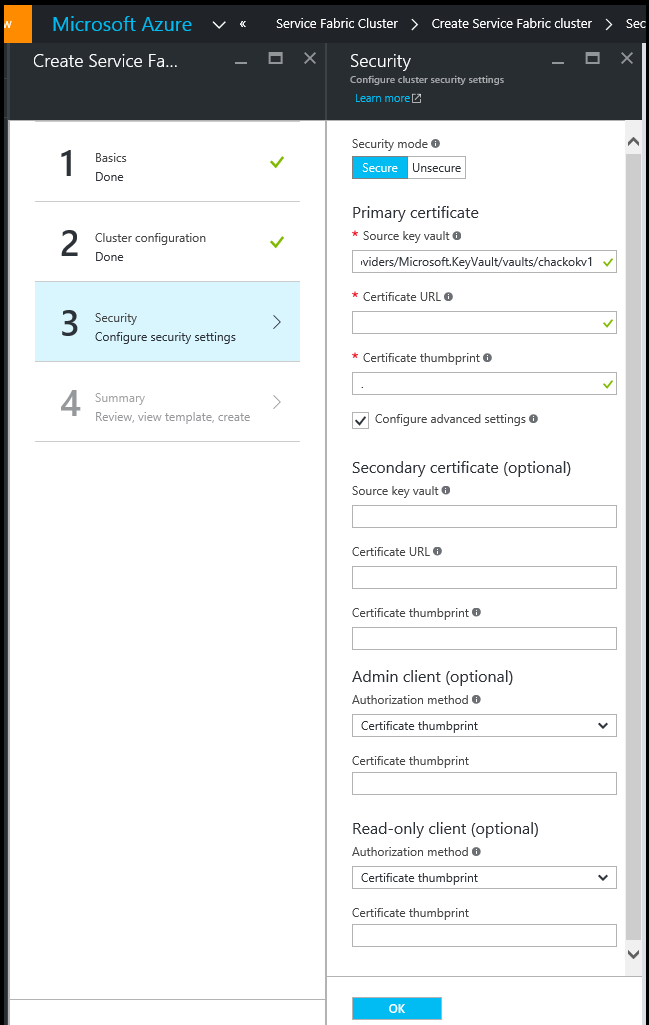 w
Microsoft Azure
«
Service Fabric Cluster > Create Service Fabric cluster > Sec
Create Service Fa...
1
Basics
Done
2
Cluster configuration
Done
3
Security
Configure security settings
4
Summary
Review, view template, create
Security
Configure cluster security settings
Learn more
Security mode
Secure Unsecure
Primary certificate
* Source key vault
viders/Microsoft.KeyVault/vaults/chackokv1
* Certificate URL
* Certificate thumbprint
.
Configure advanced settings
Secondary certificate (optional)
Source key vault
Certificate URL
Certificate thumbprint
Admin client (optional)
Authorization method
Certificate thumbprint
Certificate thumbprint
Read-only client (optional)
Authorization method
Certificate thumbprint
Certificate thumbprint
OK